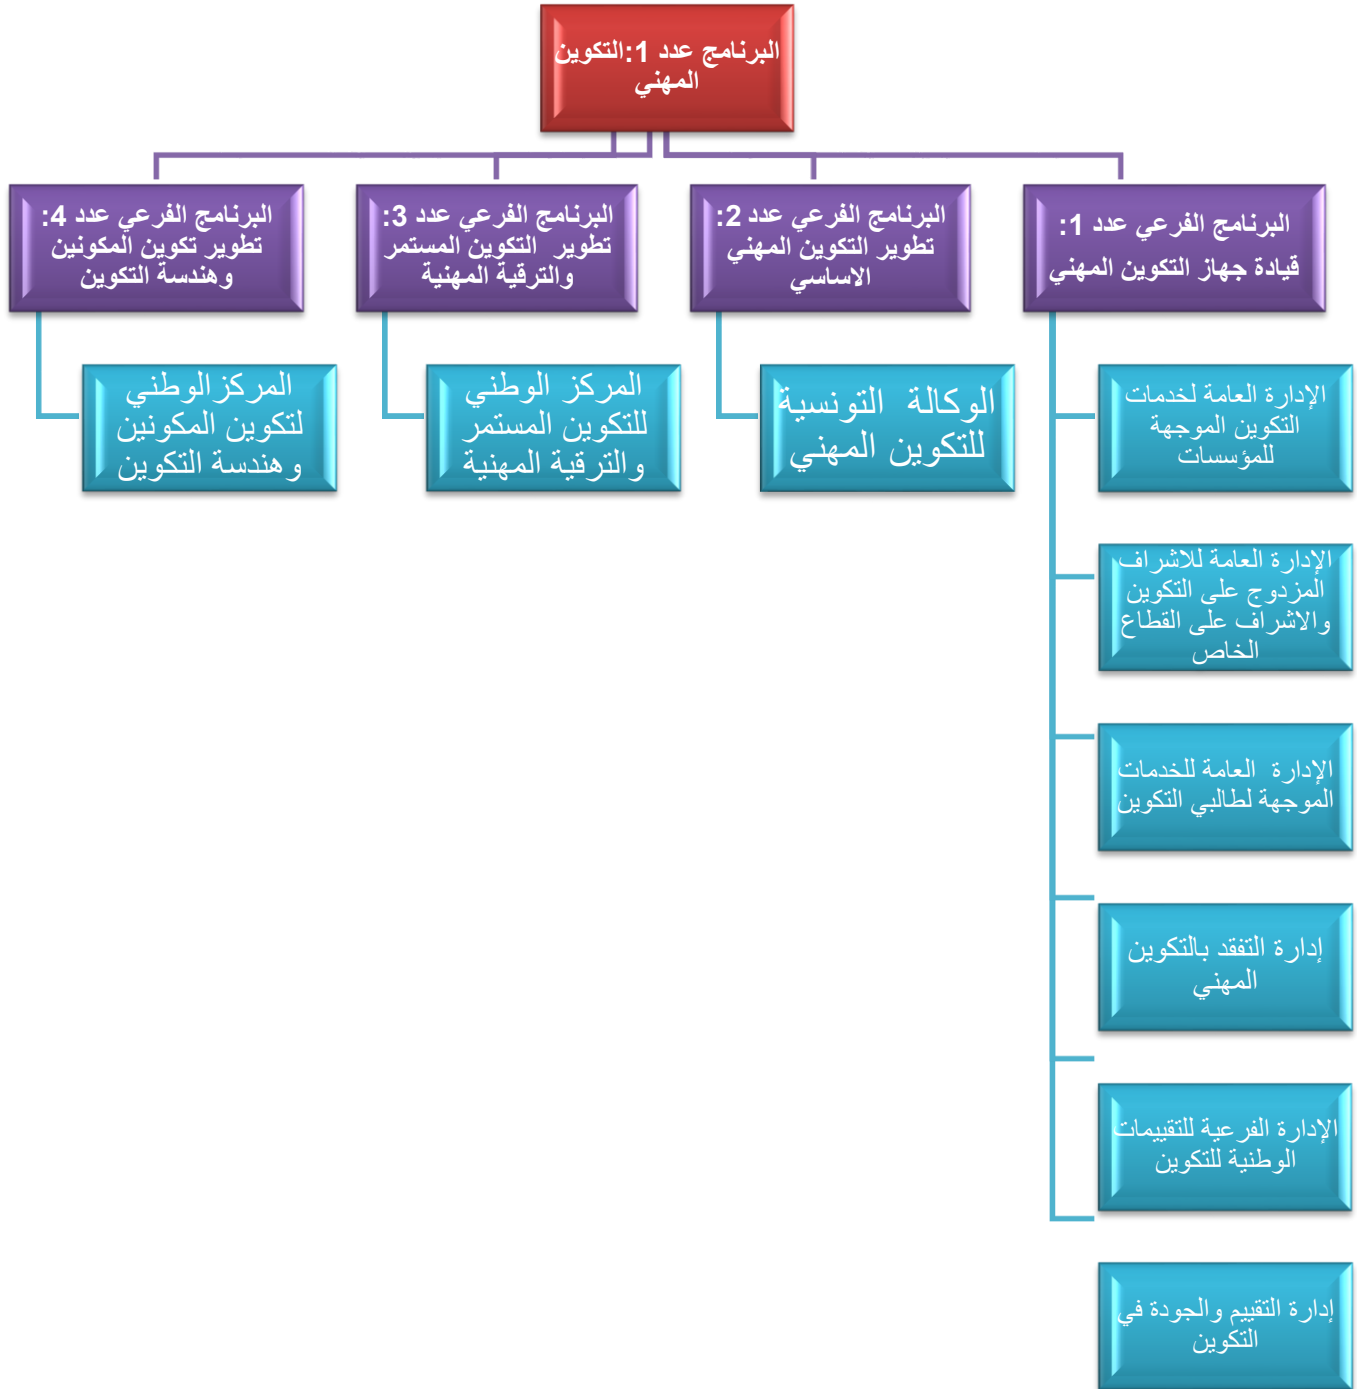 البرنامج عدد 1:التكوين
المهني
البرنامج الفرعي عدد 1:
قيادة جهاز التكوين المهني
البرنامج الفرعي عدد 2:
تطوير التكوين المهني
الاساسي
البرنامج الفرعي عدد 3:
تطوير التكوين المستمر
والترقية المهنية
البرنامج الفرعي عدد 4:
تطوير تكوين المكونين
وهندسة التكوين
الإدارة العامة لخدمات
التكوين الموجهة
للمؤسسات
الوكالة التونسية
للتكوين المهني
المركز الوطني
للتكوين المستمر
والترقية المهنية
المركزالوطني
لتكوين المكونين
وهندسة التكوين
الإدارة العامة للاشراف
المزدوج على التكوين
والاشراف على القطاع
الخاص
الإدارة العامة للخدمات
الموجهة لطالبي التكوين
إدارة التفقد بالتكوين
المهني
الإدارة الفرعية للتقييمات
الوطنية للتكوين
إدارة التقييم والجودة في
التكوين